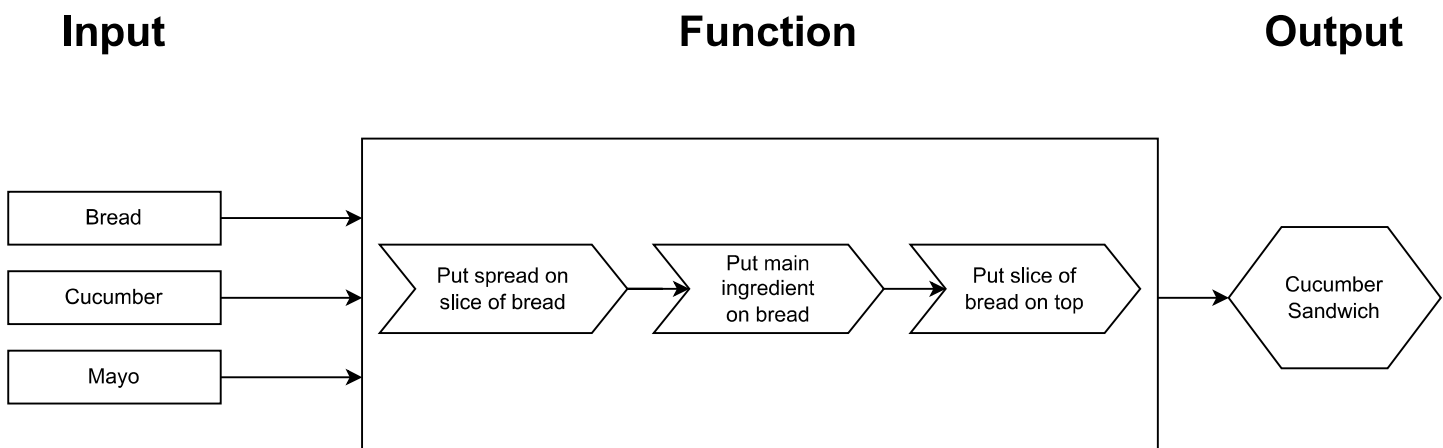 Input
Function
Output
Bread
Cucumber
Mayo
Put spread on
slice of bread
Put main
ingredient
on bread
Put slice of
bread on top
Cucumber
Sandwich